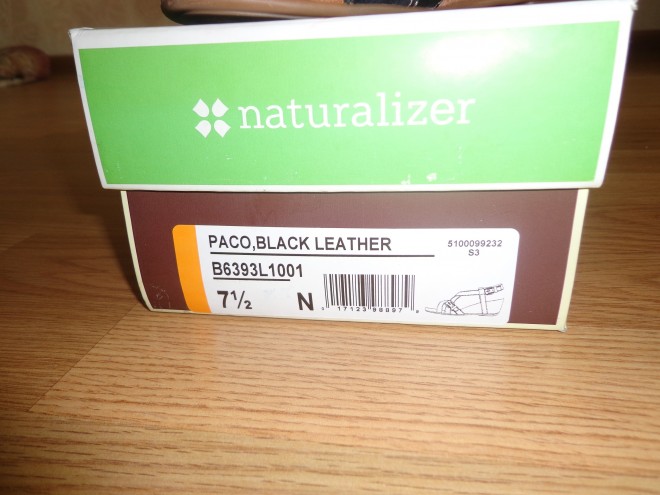 naturalizer
PACO,BLACK LEATHER
5100099232
S3
B6393L1001
7½ N